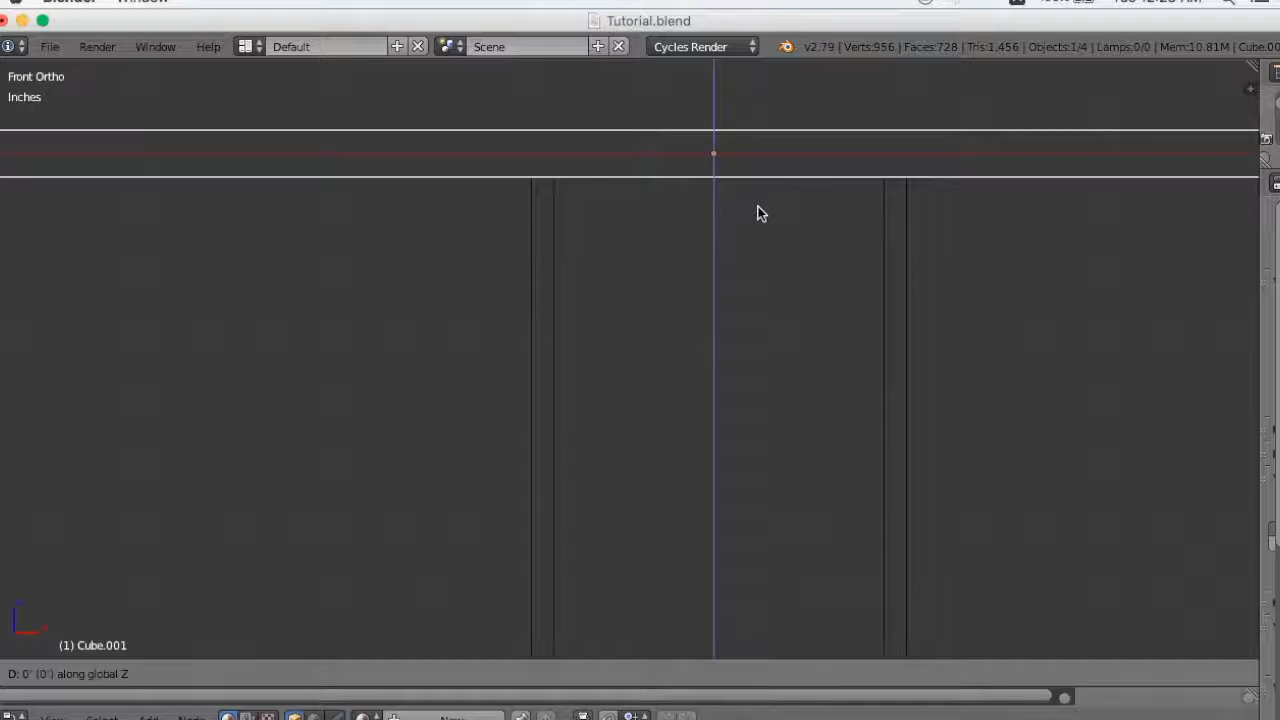 Tutorial.blend
File Render Window Help Default Scene Cycles Render v2.79 | Verts:956 | Faces:728 | Tris:1,456 | Objects:1/4 | Lamps:0/0 | Mem:10.81M | Cube.00
Front Ortho
Inches
(1) Cube.001
D: 0' (0') along global Z